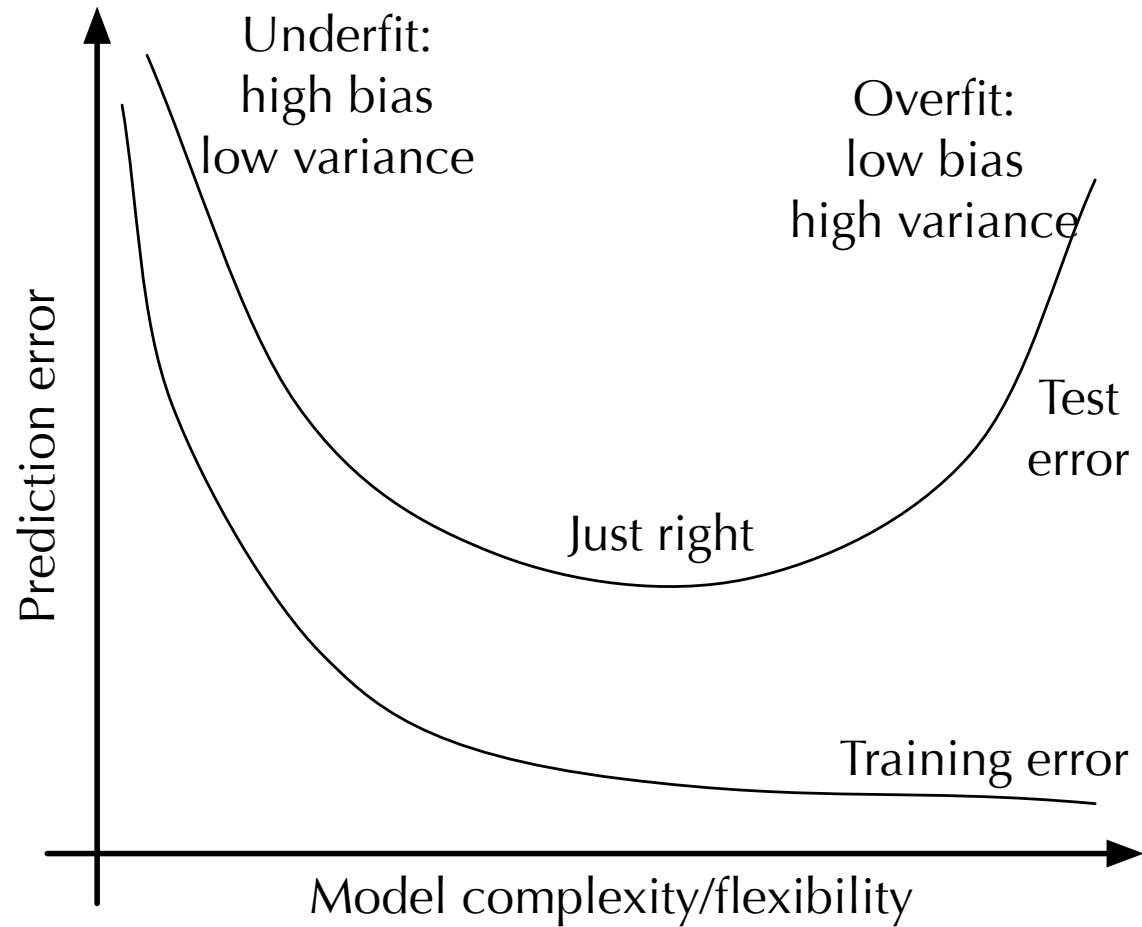 Underfit:
high bias
low variance
Overfit:
low bias
high variance
Prediction error
Test
error
Just right
Training error
Model complexity/flexibility